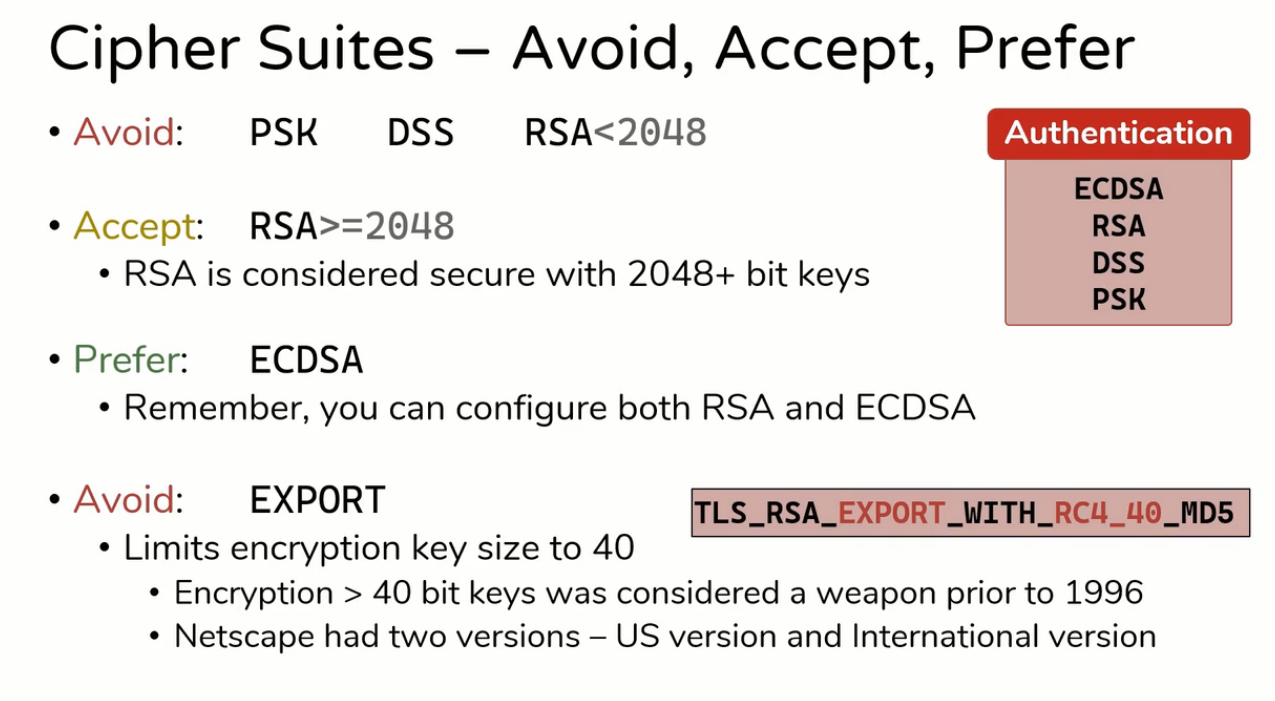 Cipher Suites – Avoid, Accept, Prefer
• Avoid: PSK DSS RSA<2048
• Accept: RSA>=2048
• RSA is considered secure with 2048+ bit keys
• Prefer: ECDSA
• Remember, you can configure both RSA and ECDSA
• Avoid: EXPORT
• Limits encryption key size to 40
• Encryption > 40 bit keys was considered a weapon prior to 1996
• Netscape had two versions – US version and International version
Authentication
ECDSA
RSA
DSS
PSK
TLS_RSA_EXPORT_WITH_RC4_40_MD5